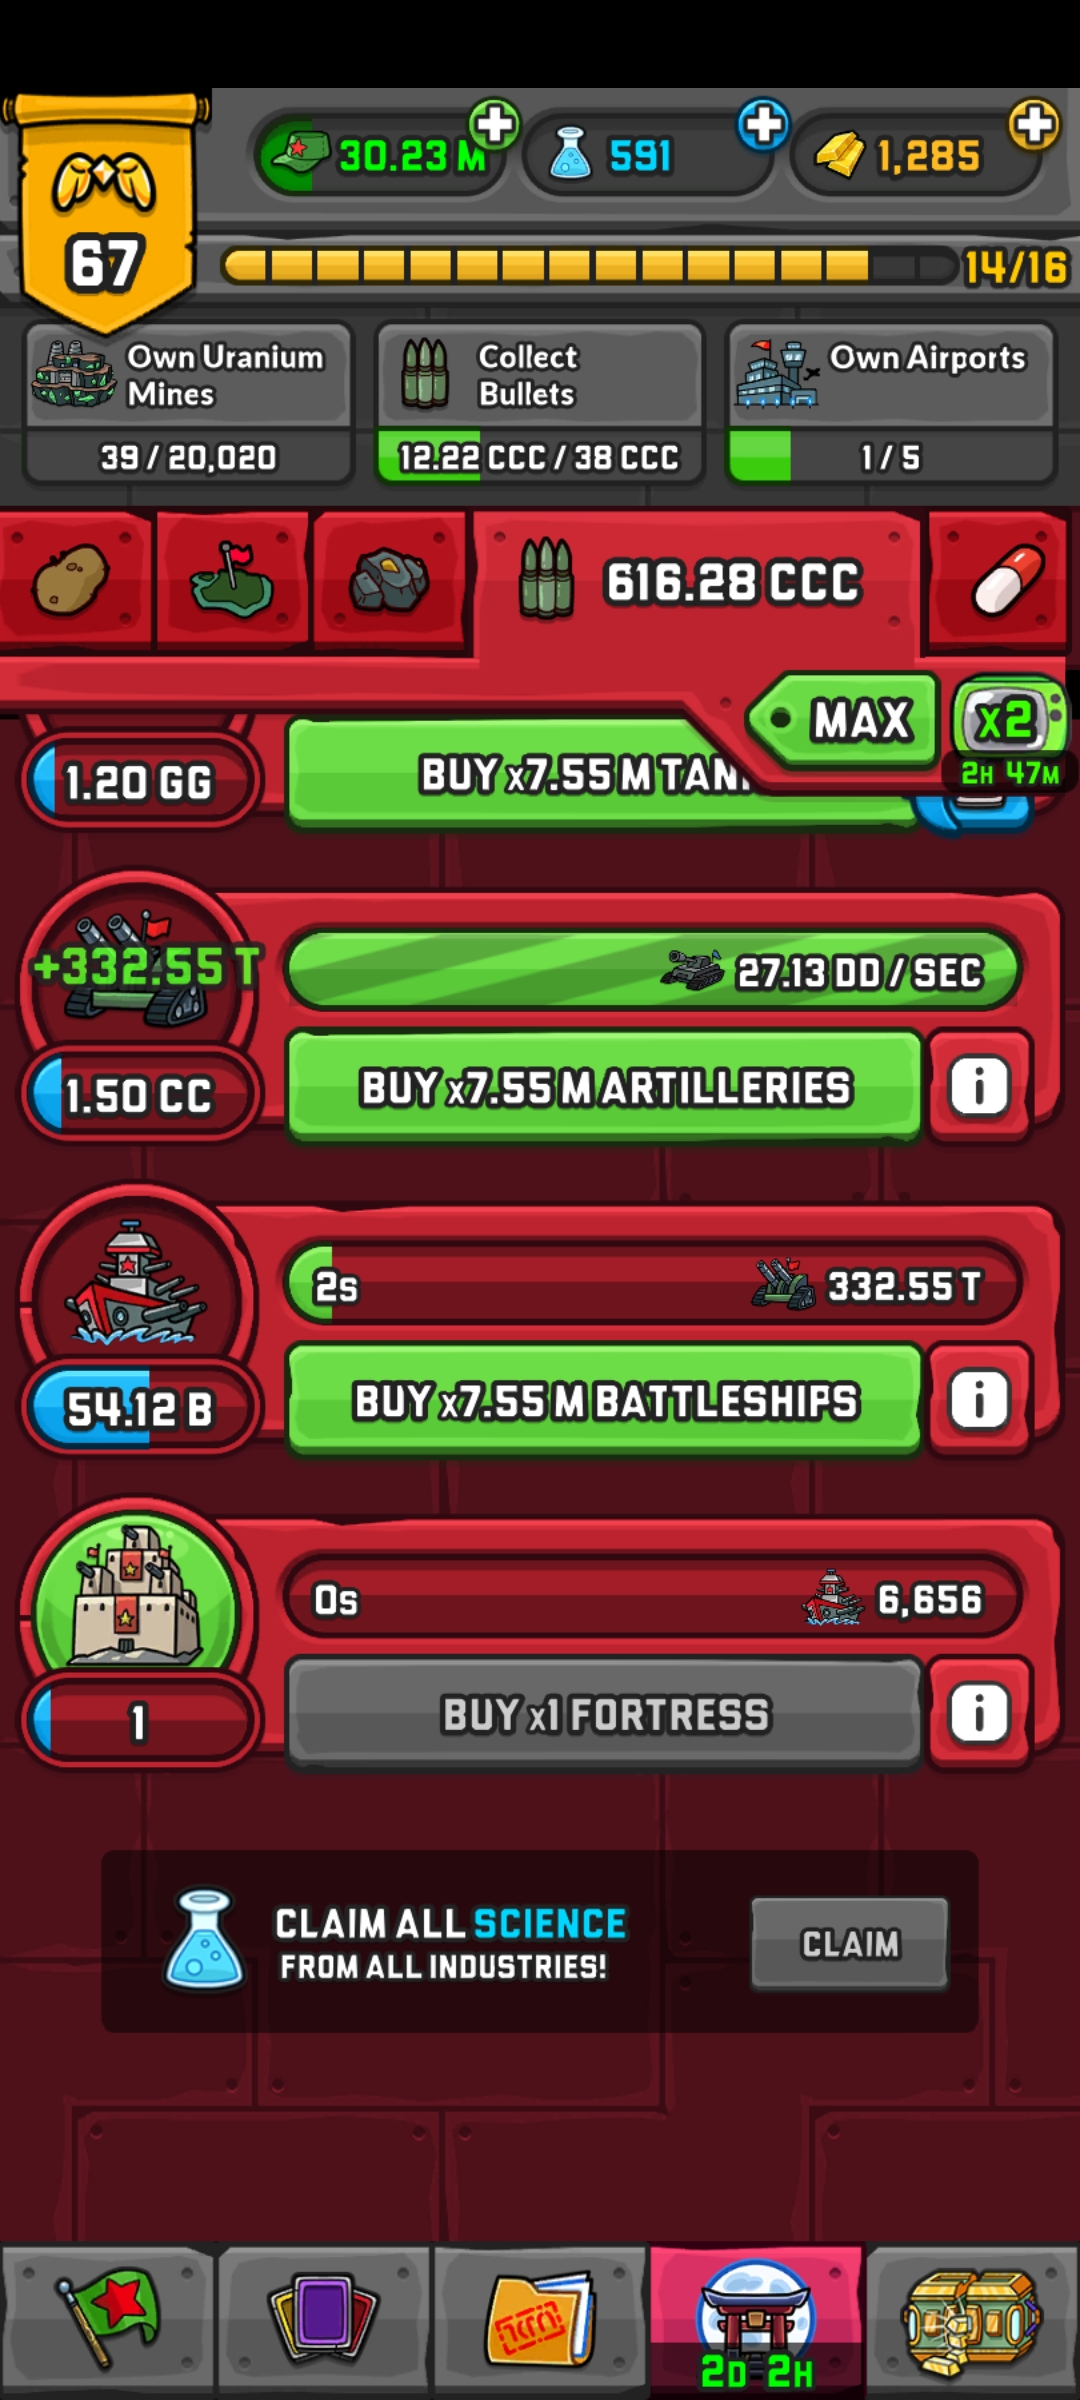 67
30.23 M
591
1,285
14/16
Own Uranium
Mines
39 / 20,020
Collect
Bullets
12.22 CCC / 38 CCC
Own Airports
1 / 5
616.28 CCC
MAX
x2
2H 47M
1.20 GG
BUY x7.55 M
+332.55 T
27.13 DD / SEC
1.50 CC
BUY x7.55 M ARTILLERIES
i
2s
332.55 T
54.12 B
BUY x7.55 M BATTLESHIPS
i
0s
6,656
1
BUY x1 FORTRESS
i
CLAIM ALL SCIENCE
FROM ALL INDUSTRIES!
CLAIM
2D 2H